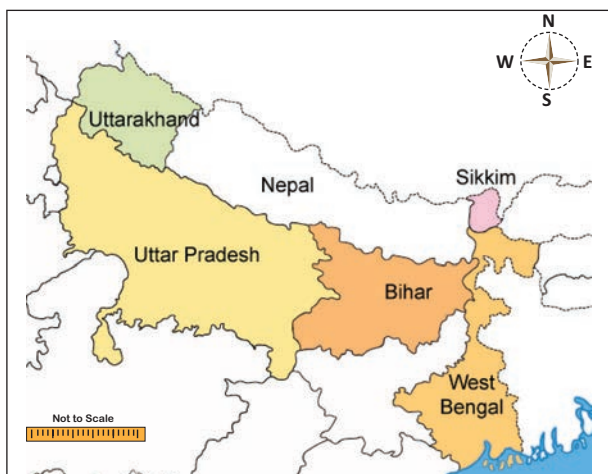 N
W E
S
Uttarakhand
Nepal
Sikkim
Uttar Pradesh
Bihar
West
Bengal
Not to Scale